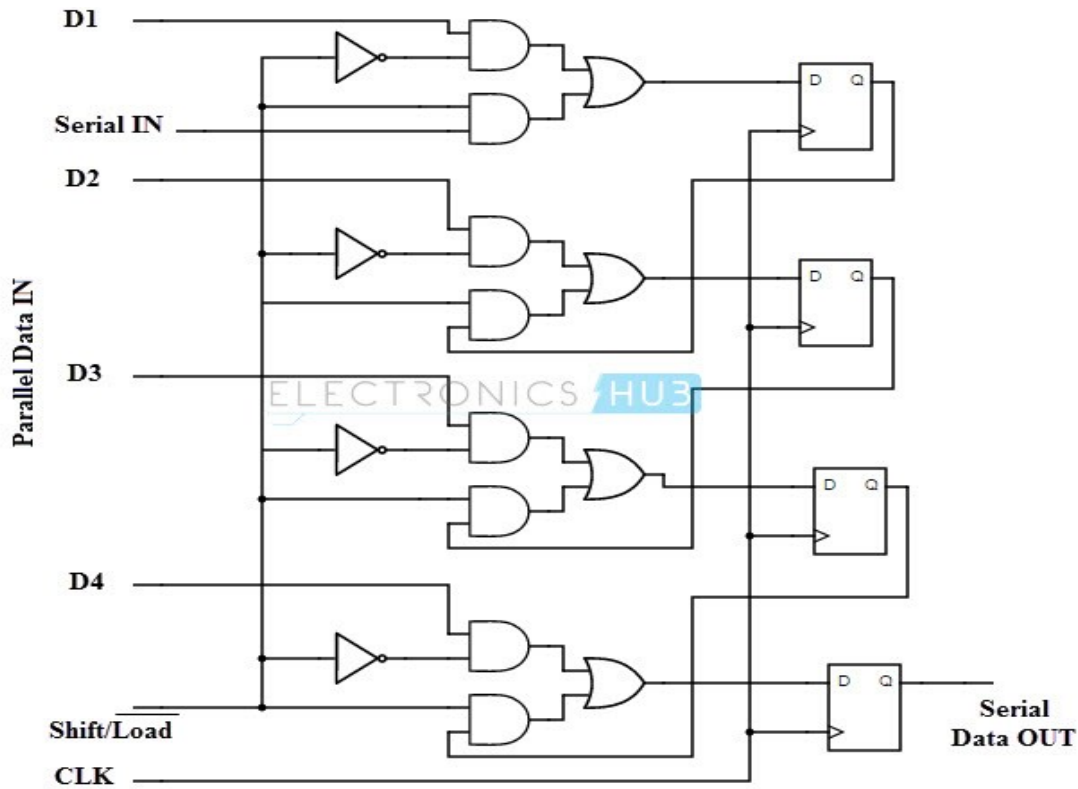 D1
D Q
Serial IN
D2
D Q
Parallel Data IN
D3
ELECTRONICS HUB
D Q
D4
D Q
Shift/Load
Serial
Data OUT
CLK